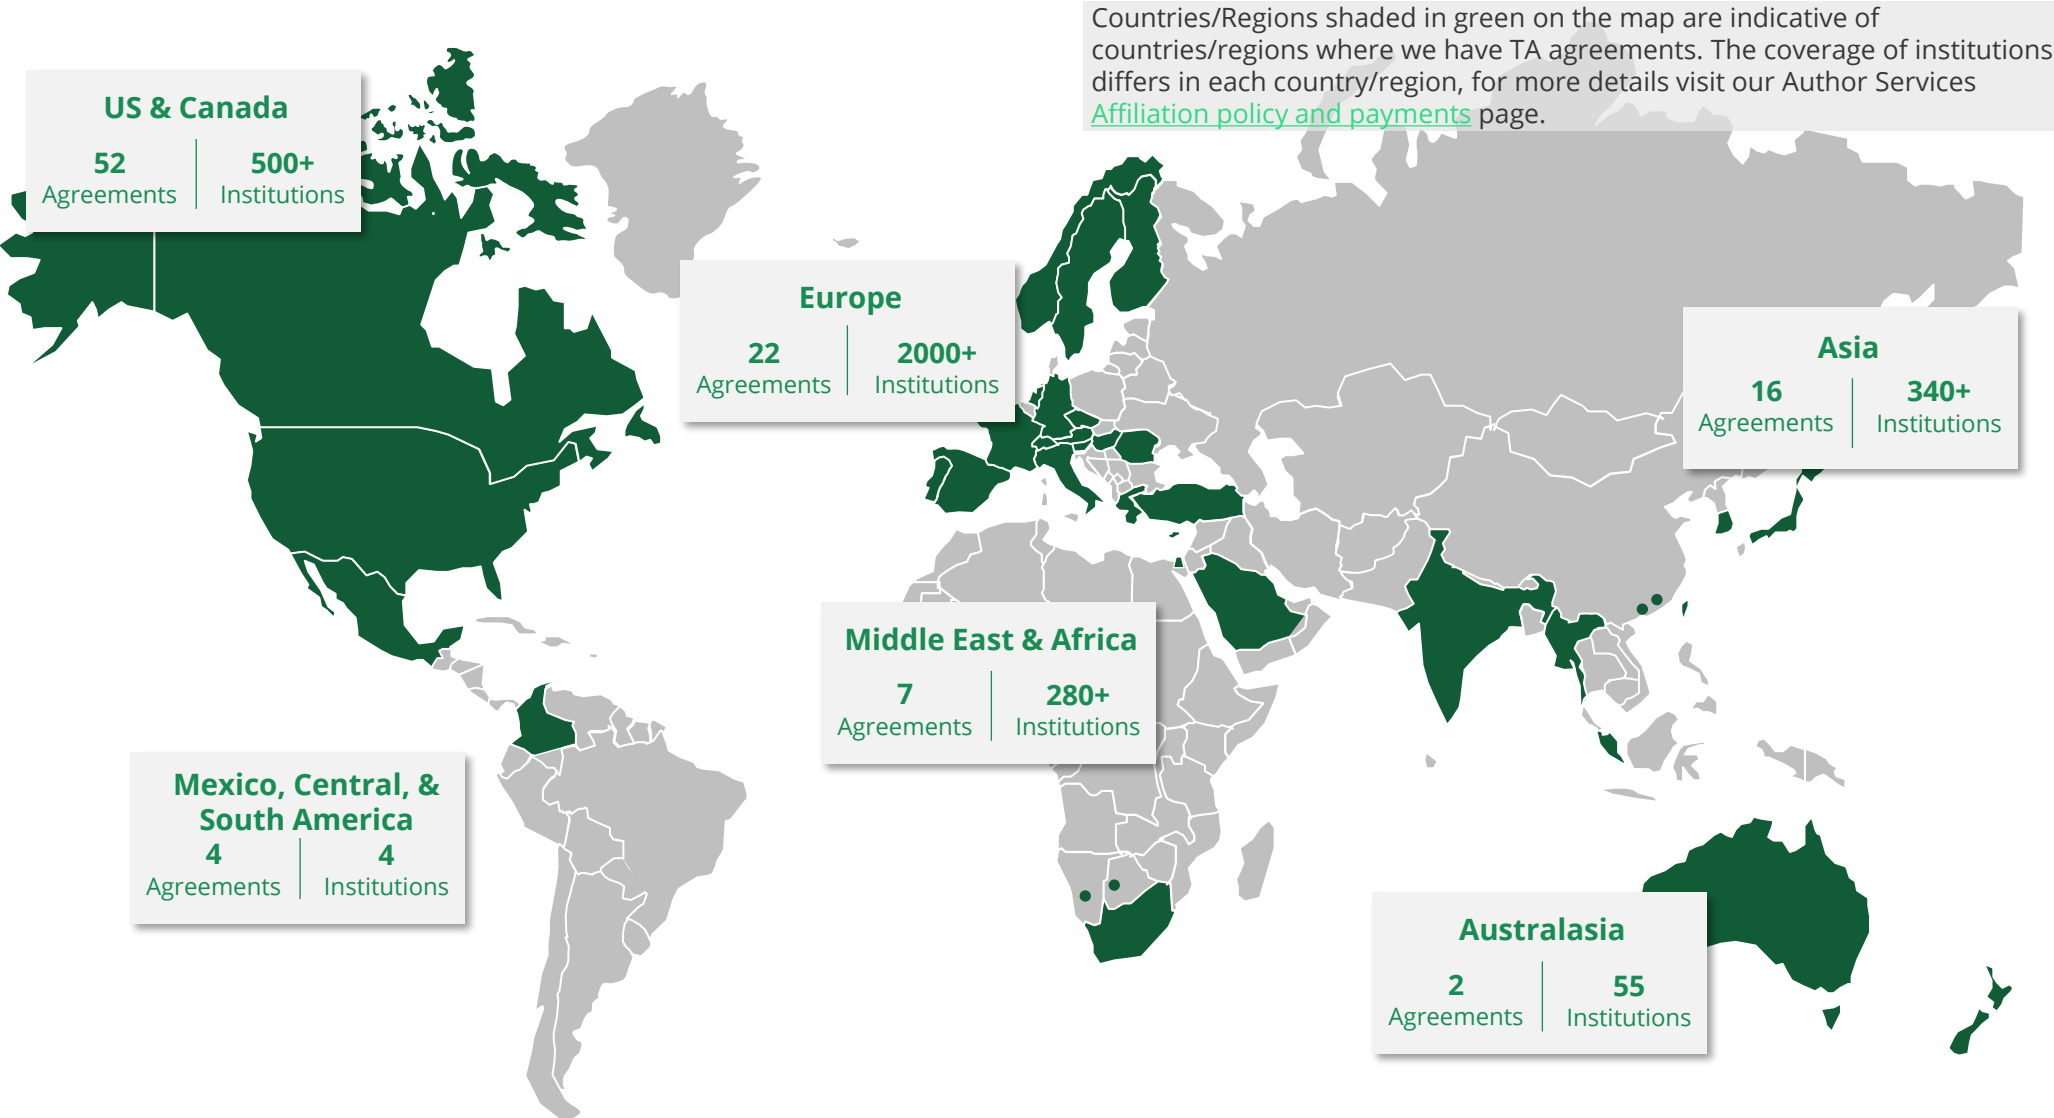 Countries/Regions shaded in green on the map are indicative of
countries/regions where we have TA agreements. The coverage of institutions
differs in each country/region, for more details visit our Author Services
Affiliation policy and payments page.
US & Canada
52
Agreements
500+
Institutions
Europe
22
Agreements
2000+
Institutions
Asia
16
Agreements
340+
Institutions
Middle East & Africa
7
Agreements
280+
Institutions
Mexico, Central, &
South America
4
Agreements
4
Institutions
Australasia
2
Agreements
55
Institutions